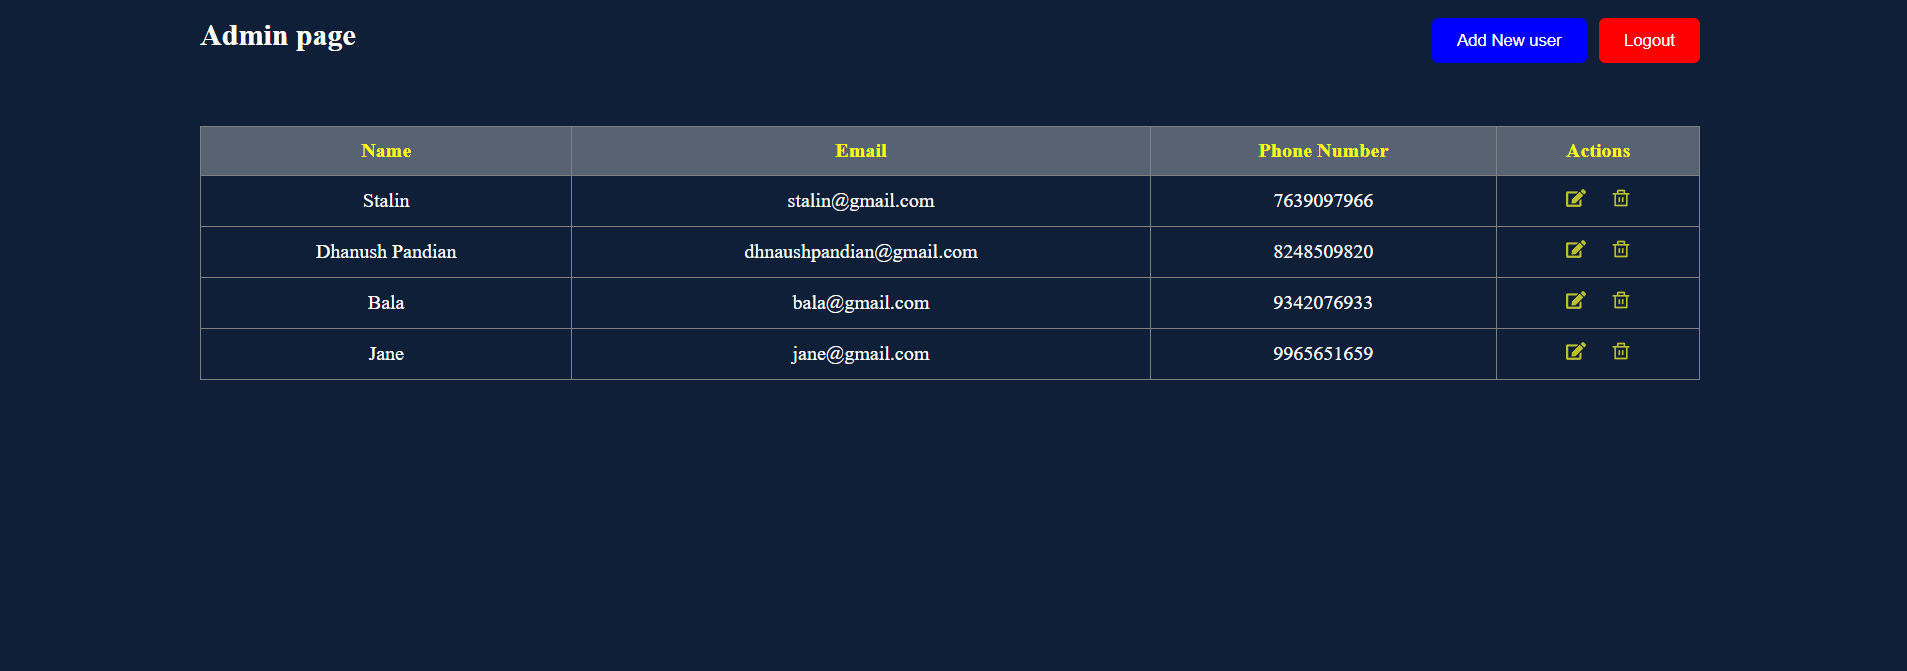 Admin page
Add New user Logout
Name Email Phone Number Actions
Stalin stalin@gmail.com 7639097966
Dhanush Pandian dhnaushpandian@gmail.com 8248509820
Bala bala@gmail.com 9342076933
Jane jane@gmail.com 9965651659